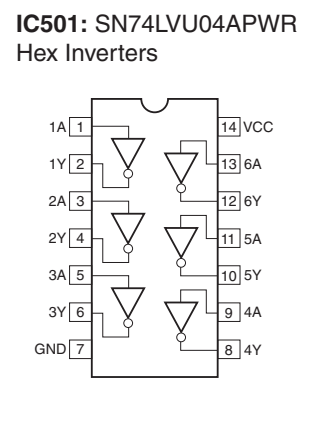 IC501: SN74LVU04APWR
Hex Inverters
1A 1 14 VCC
1Y 2 13 6A
2A 3 12 6Y
2Y 4 11 5A
3A 5 10 5Y
3Y 6 9 4A
GND 7 8 4Y